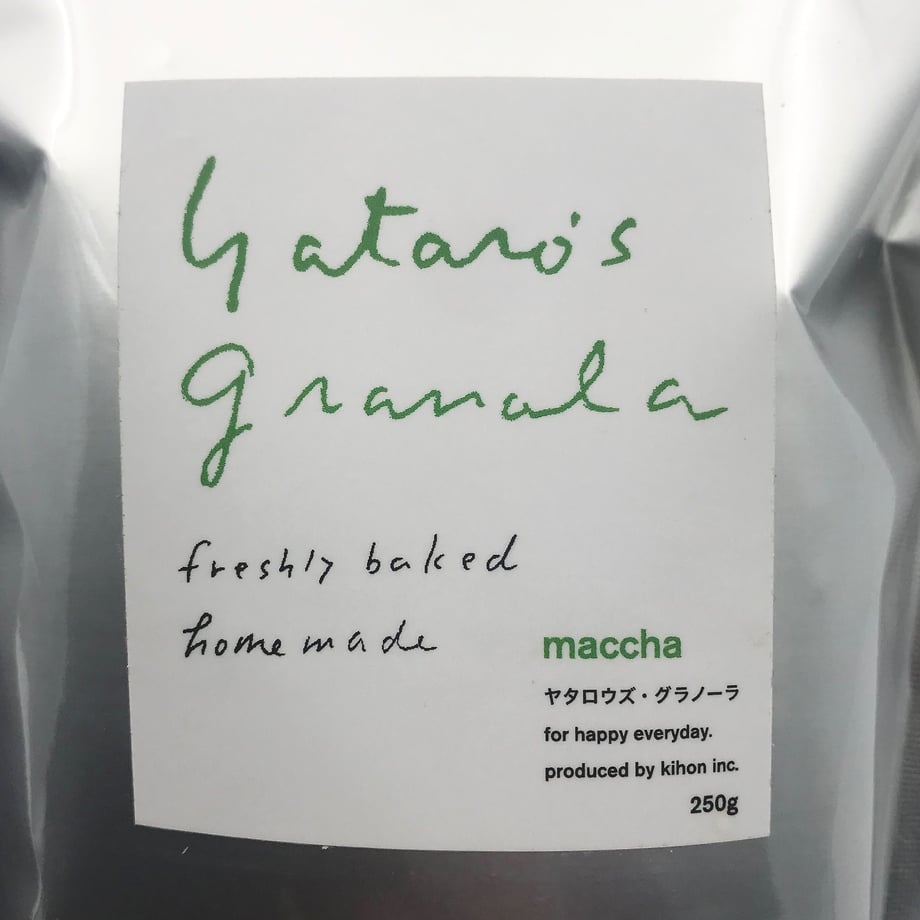 Yataro's
Granola
freshly baked
homemade
maccha
ヤタロウズ・グラノーラ
for happy everyday.
produced by kihon inc.
250g